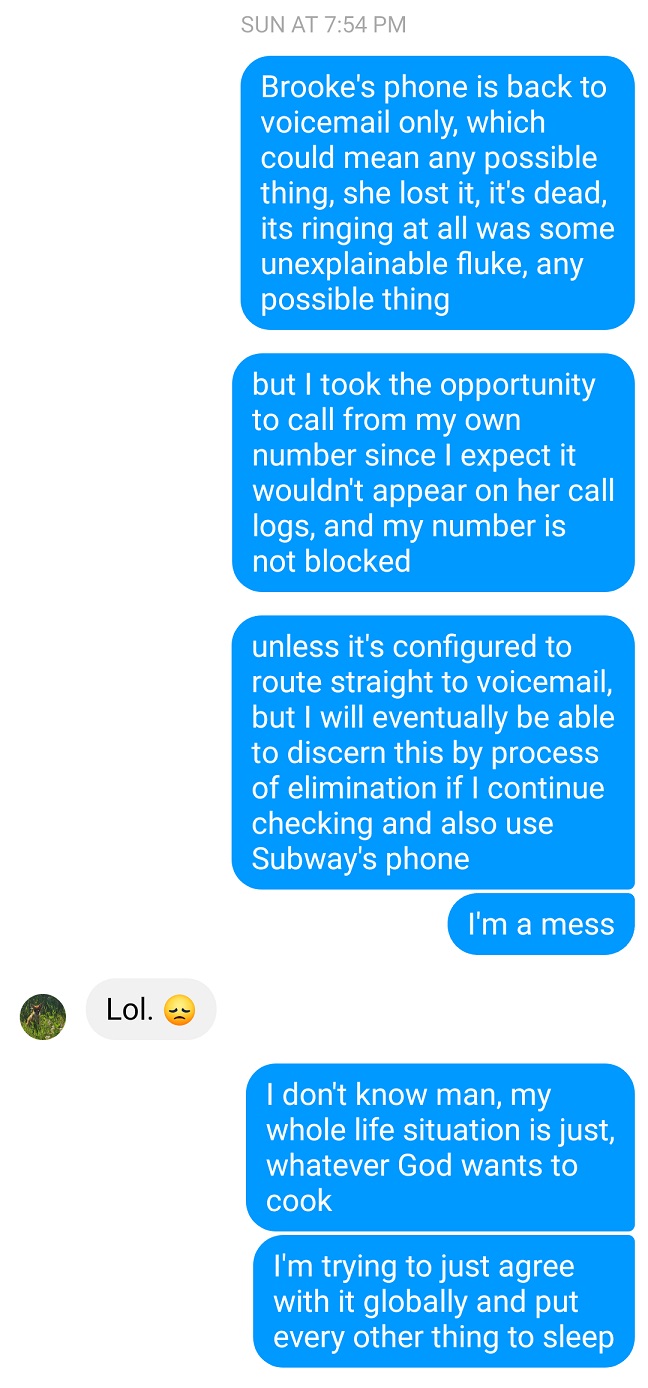 SUN AT 7:54 PM
Brooke's phone is back to
voicemail only, which
could mean any possible
thing, she lost it, it's dead,
its ringing at all was some
unexplainable fluke, any
possible thing
but I took the opportunity
to call from my own
number since I expect it
wouldn't appear on her call
logs, and my number is
not blocked
unless it's configured to
route straight to voicemail,
but I will eventually be able
to discern this by process
of elimination if I continue
checking and also use
Subway's phone
I'm a mess
Lol. 😞
I don't know man, my
whole life situation is just,
whatever God wants to
cook
I'm trying to just agree
with it globally and put
every other thing to sleep